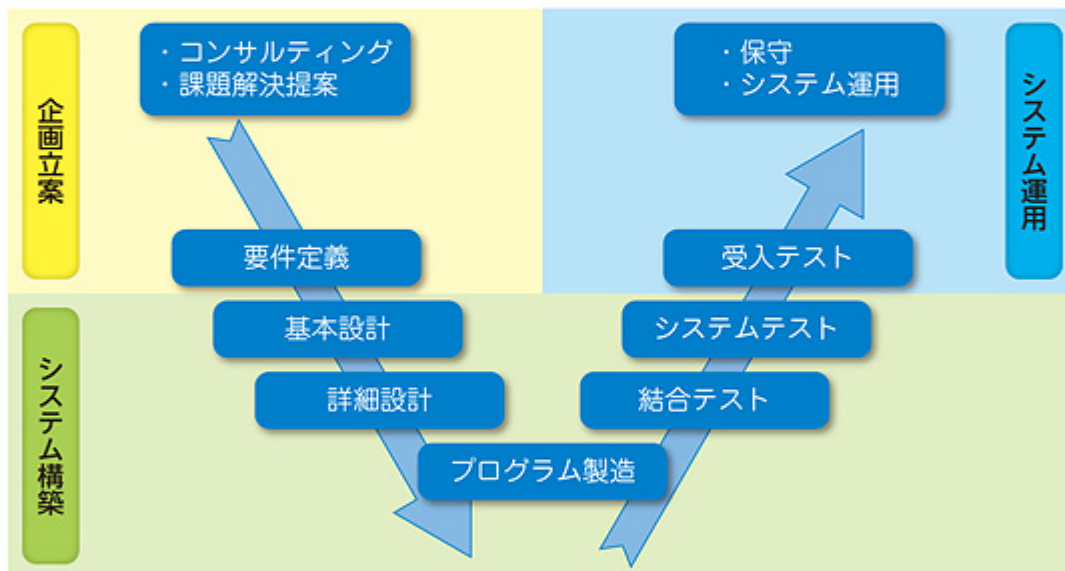 企画立案
・コンサルティング
・課題解決提案
・保守
・システム運用
システム運用
要件定義
受入テスト
システム構築
基本設計
システムテスト
詳細設計
結合テスト
プログラム製造